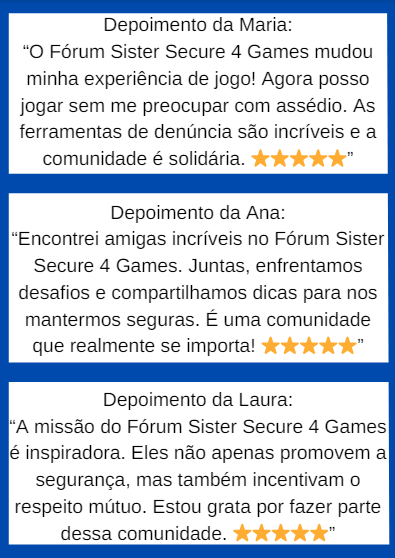 Depoimento da Maria:
“O Fórum Sister Secure 4 Games mudou
minha experiência de jogo! Agora posso
jogar sem me preocupar com assédio. As
ferramentas de denúncia são incríveis e a
comunidade é solidária. ⭐⭐⭐⭐⭐”
Depoimento da Ana:
“Encontrei amigas incríveis no Fórum Sister
Secure 4 Games. Juntas, enfrentamos
desafios e compartilhamos dicas para nos
mantermos seguras. É uma comunidade
que realmente se importa! ⭐⭐⭐⭐⭐”
Depoimento da Laura:
“A missão do Fórum Sister Secure 4 Games
é inspiradora. Eles não apenas promovem a
segurança, mas também incentivam o
respeito mútuo. Estou grata por fazer parte
dessa comunidade. ⭐⭐⭐⭐⭐”